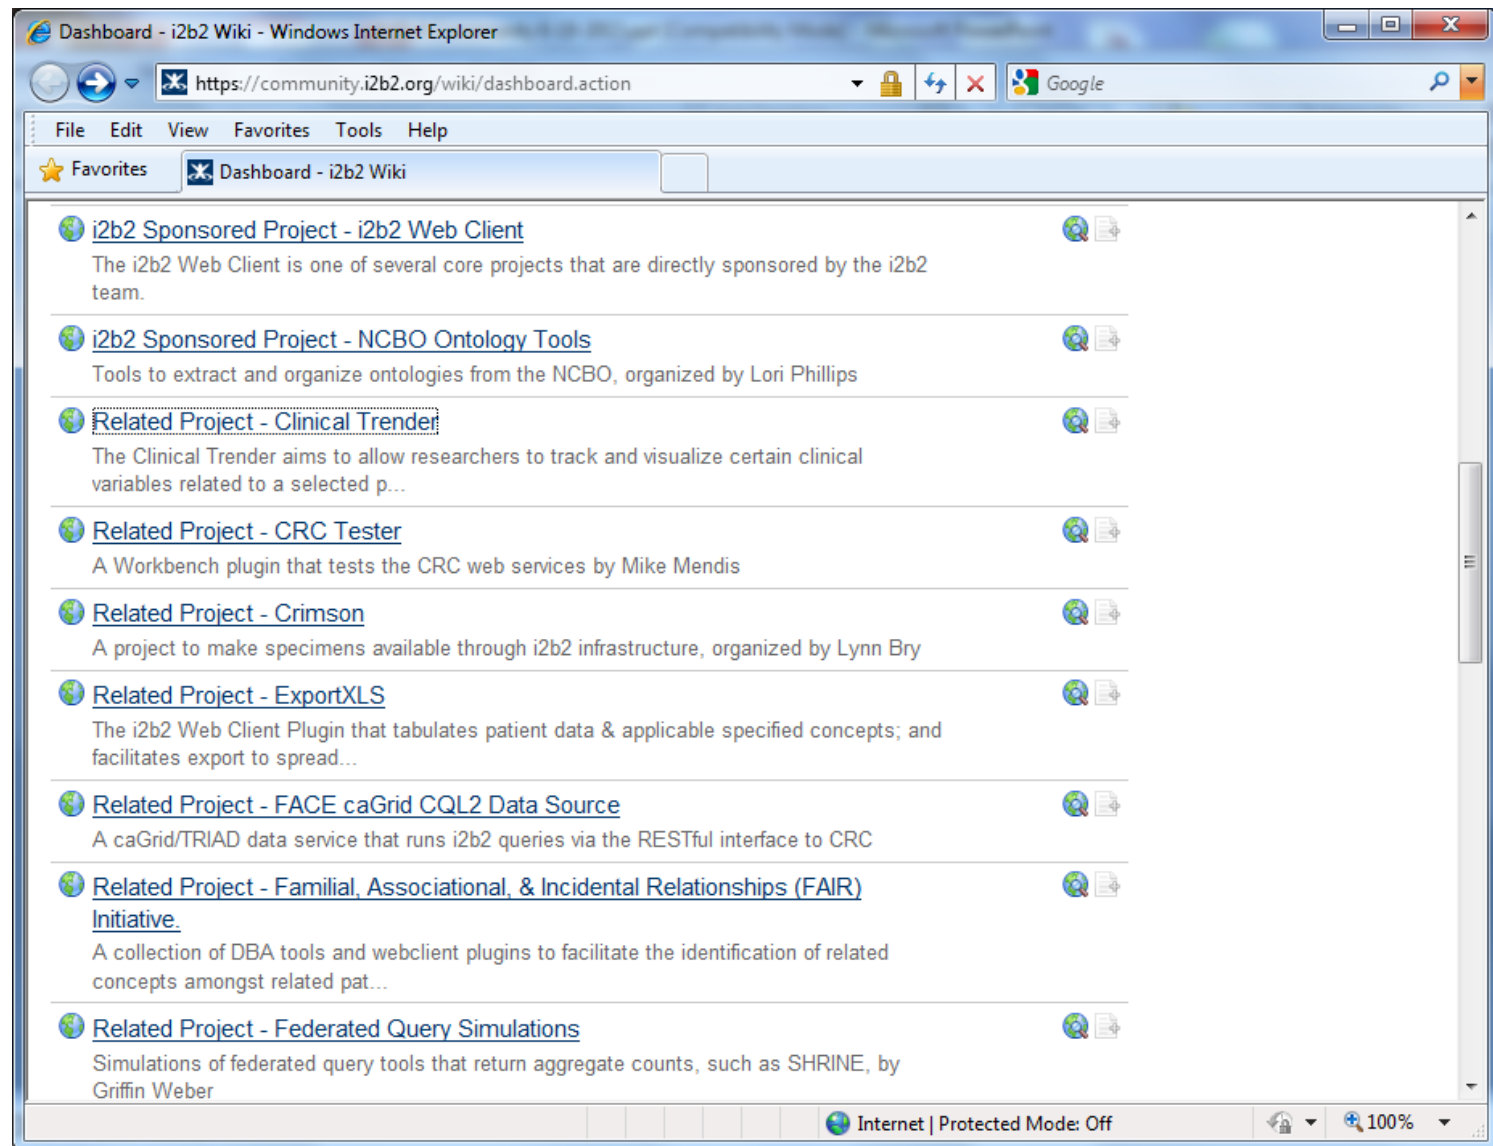 Dashboard - i2b2 Wiki - Windows Internet Explorer
https://community.i2b2.org/wiki/dashboard.action
Google
File Edit View Favorites Tools Help
Favorites
Dashboard - i2b2 Wiki
i2b2 Sponsored Project - i2b2 Web Client
The i2b2 Web Client is one of several core projects that are directly sponsored by the i2b2
team.
i2b2 Sponsored Project - NCBO Ontology Tools
Tools to extract and organize ontologies from the NCBO, organized by Lori Phillips
Related Project - Clinical Trender
The Clinical Trender aims to allow researchers to track and visualize certain clinical
variables related to a selected p...
Related Project - CRC Tester
A Workbench plugin that tests the CRC web services by Mike Mendis
Related Project - Crimson
A project to make specimens available through i2b2 infrastructure, organized by Lynn Bry
Related Project - ExportXLS
The i2b2 Web Client Plugin that tabulates patient data & applicable specified concepts; and
facilitates export to spread...
Related Project - FACE caGrid CQL2 Data Source
A caGrid/TRIAD data service that runs i2b2 queries via the RESTful interface to CRC
Related Project - Familial, Associational, & Incidental Relationships (FAIR)
Initiative.
A collection of DBA tools and webclient plugins to facilitate the identification of related
concepts amongst related pat...
Related Project - Federated Query Simulations
Simulations of federated query tools that return aggregate counts, such as SHRINE, by
Griffin Weber
Internet | Protected Mode: Off
100%